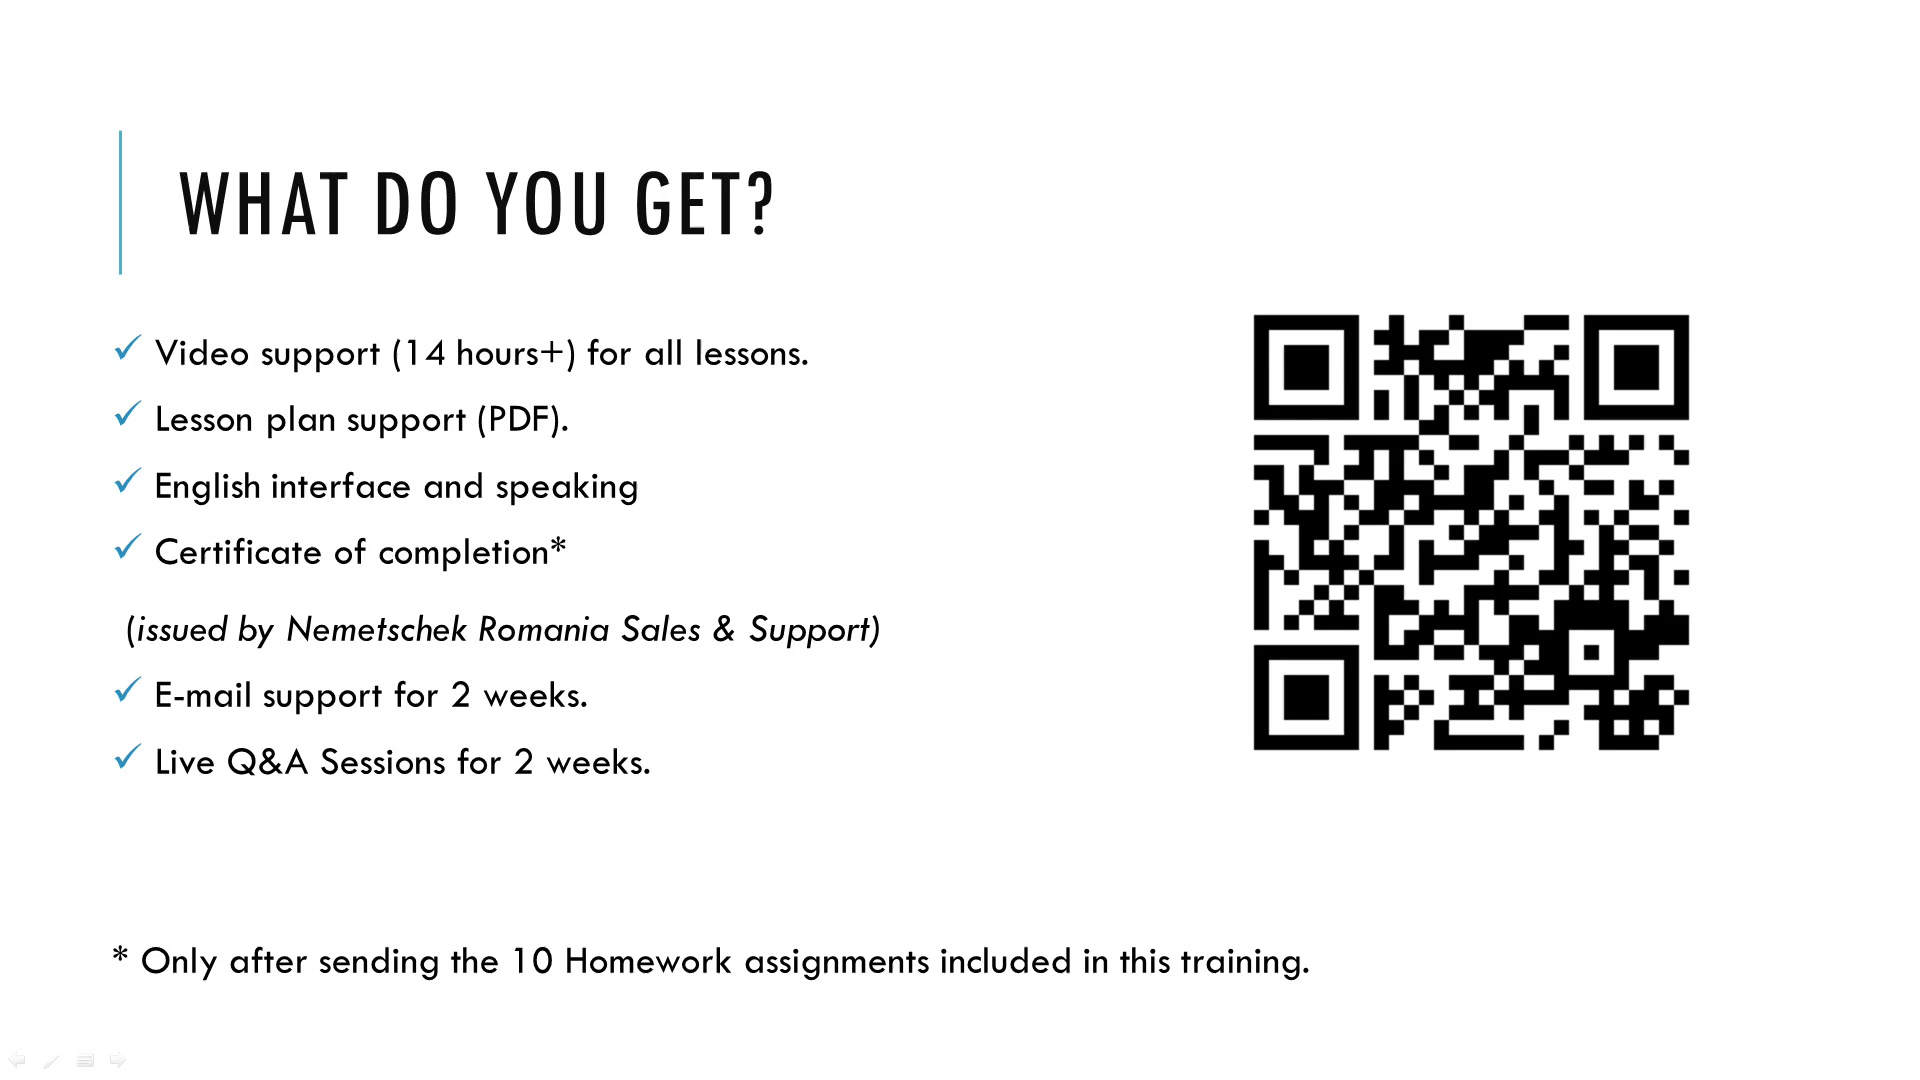 WHAT DO YOU GET?
✓ Video support (14 hours+) for all lessons.
✓ Lesson plan support (PDF).
✓ English interface and speaking
✓ Certificate of completion*
(issued by Nemetschek Romania Sales & Support)
✓ E-mail support for 2 weeks.
✓ Live Q&A Sessions for 2 weeks.
* Only after sending the 10 Homework assignments included in this training.